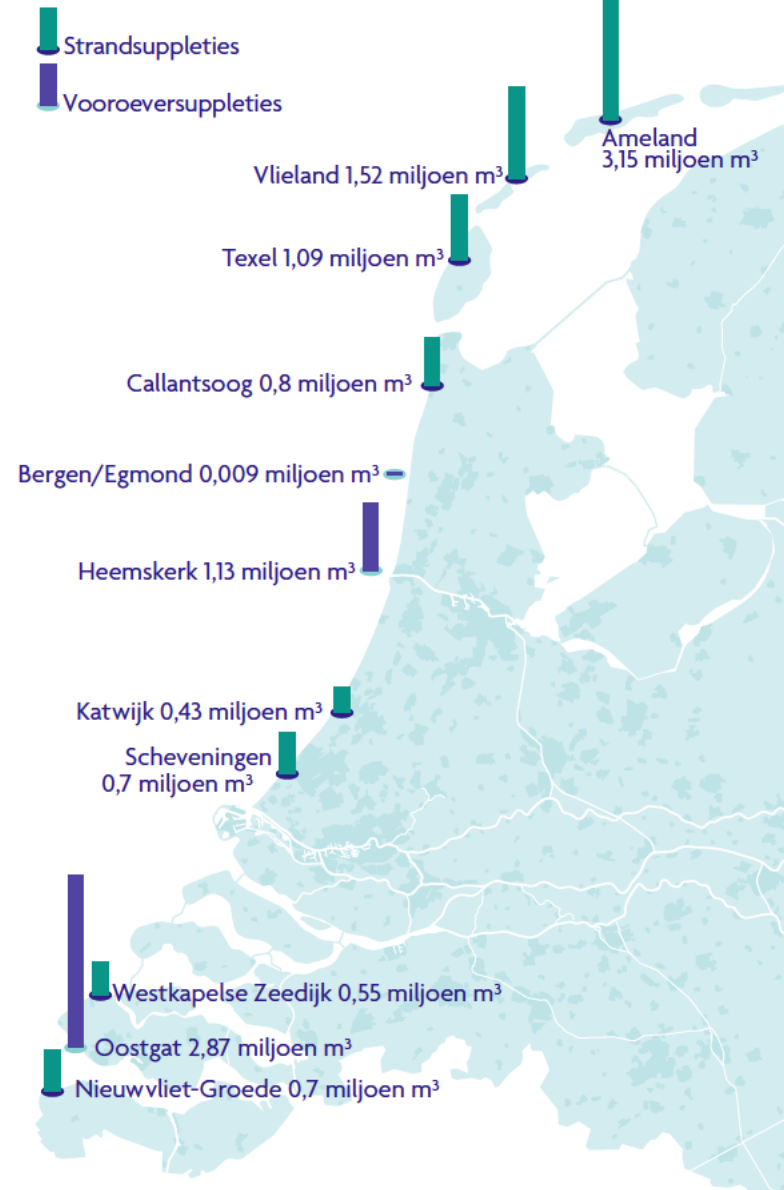 Strandsuppleties
Vooroeversuppleties
Ameland
3,15 miljoen m³
Vlieland 1,52 miljoen m³
Texel 1,09 miljoen m³
Callantsoog 0,8 miljoen m³
Bergen/Egmond 0,009 miljoen m³
Heemskerk 1,13 miljoen m³
Katwijk 0,43 miljoen m³
Scheveningen
0,7 miljoen m³
Westkapelse Zeedijk 0,55 miljoen m³
Oostgat 2,87 miljoen m³
Nieuwvliet-Groede 0,7 miljoen m³